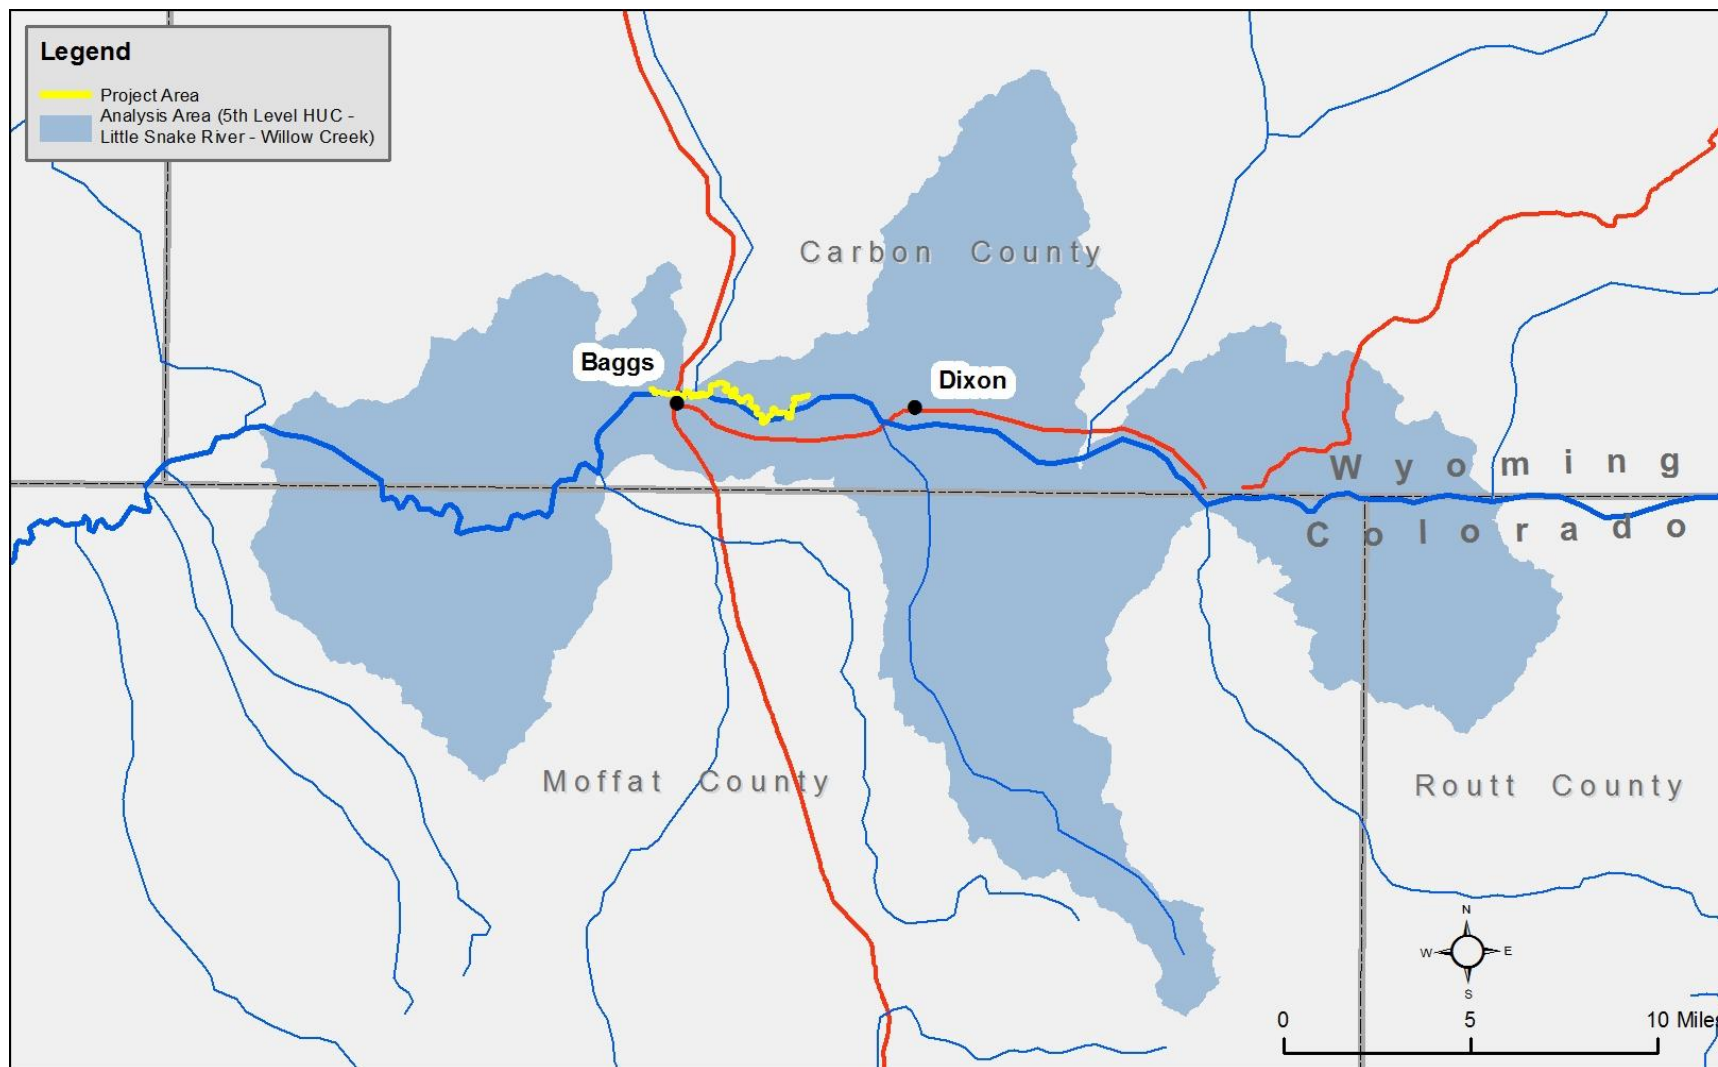 Legend
Project Area
Analysis Area (5th Level HUC -
Little Snake River - Willow Creek)
Carbon County
Baggs
Dixon
Wyoming
Colorado
Moffat County
Routt County
N
W E
S
0 5 10 Miles